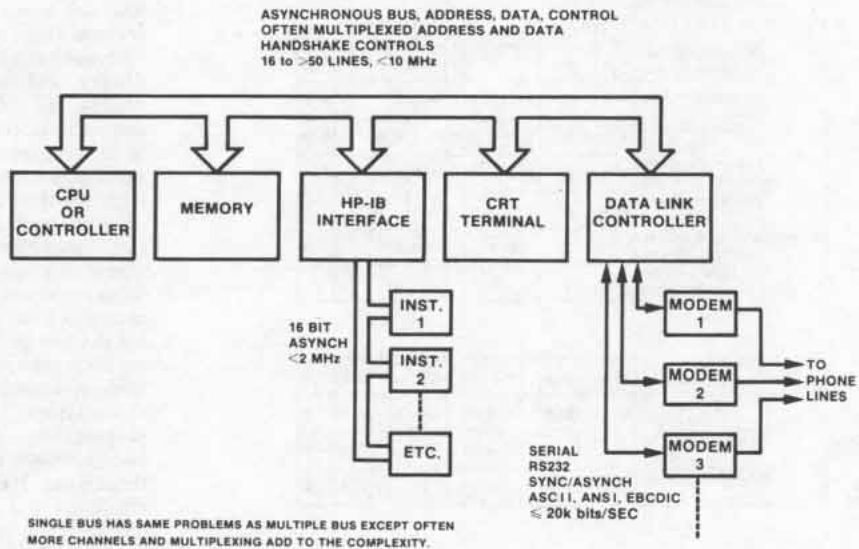 ASYNCHRONOUS BUS, ADDRESS, DATA, CONTROL
OFTEN MULTIPLEXED ADDRESS AND DATA
HANDSHAKE CONTROLS
16 to >50 LINES, <10 MHz
CPU
OR
CONTROLLER
MEMORY
HP-IB
INTERFACE
CRT
TERMINAL
DATA LINK
CONTROLLER
16 BIT
ASYNCH
<2 MHz
INST.
1
INST.
2
ETC.
MODEM
1
MODEM
2
MODEM
3
TO
PHONE
LINES
SERIAL
RS232
SYNC/ASYNCH
ASCII, ANSI, EBCDIC
≤ 20k bits/SEC
SINGLE BUS HAS SAME PROBLEMS AS MULTIPLE BUS EXCEPT OFTEN
MORE CHANNELS AND MULTIPLEXING ADD TO THE COMPLEXITY.